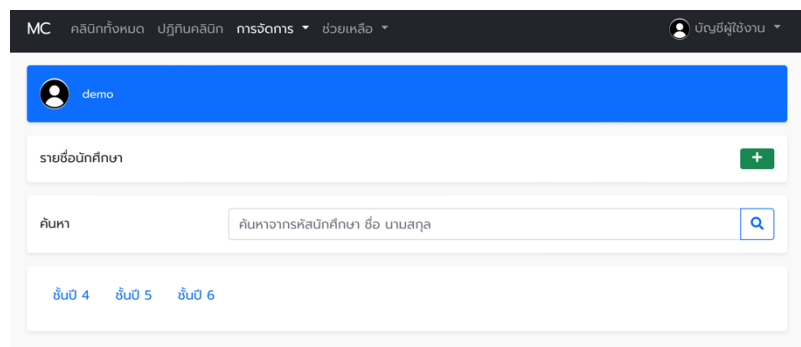 MC คลินิกทั้งหมด ปฏิทินคลินิก การจัดการ ช่วยเหลือ บัญชีผู้ใช้งาน
demo
รายชื่อนักศึกษา +
ค้นหา ค้นหาจากรหัสนักศึกษา ชื่อ นามสกุล
ชั้นปี 4 ชั้นปี 5 ชั้นปี 6